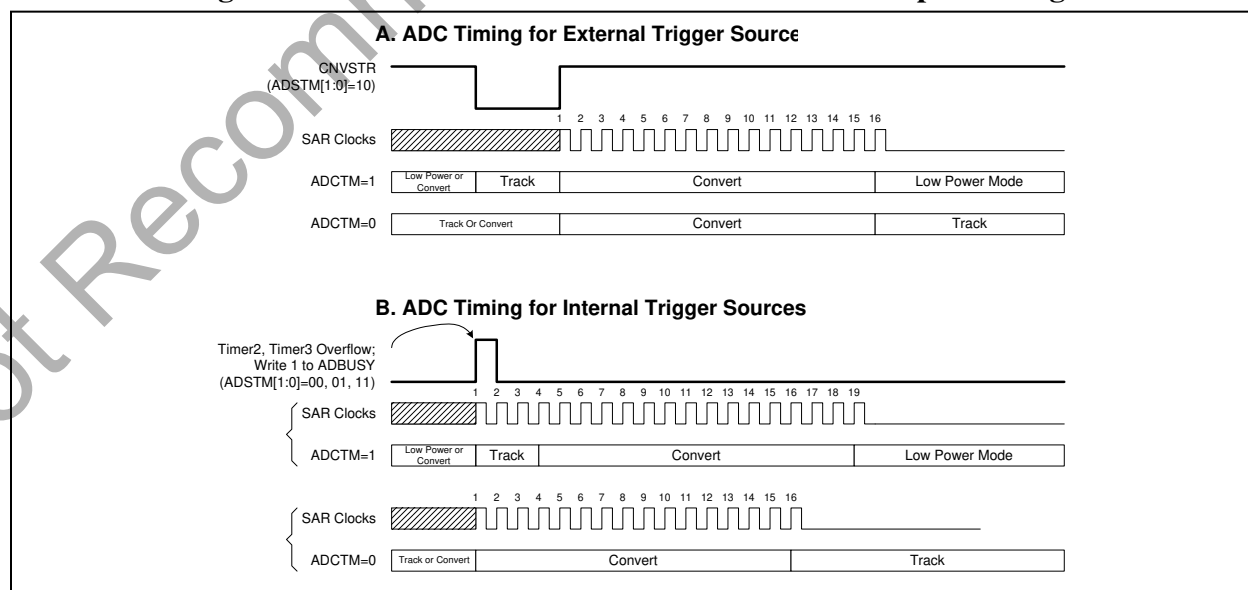 A. ADC Timing for External Trigger Source
CNVSTR
(ADSTM[1:0]=10)
1 2 3 4 5 6 7 8 9 10 11 12 13 14 15 16
SAR Clocks
ADCTM=1
Low Power or
Convert
Track
Convert
Low Power Mode
ADCTM=0
Track Or Convert
Convert
Track
B. ADC Timing for Internal Trigger Sources
Timer2, Timer3 Overflow;
Write 1 to ADBUSY
(ADSTM[1:0]=00, 01, 11)
1 2 3 4 5 6 7 8 9 10 11 12 13 14 15 16 17 18 19
SAR Clocks
ADCTM=1
Low Power or
Convert
Track
Convert
Low Power Mode
1 2 3 4 5 6 7 8 9 10 11 12 13 14 15 16
SAR Clocks
ADCTM=0
Track or Convert
Convert
Track